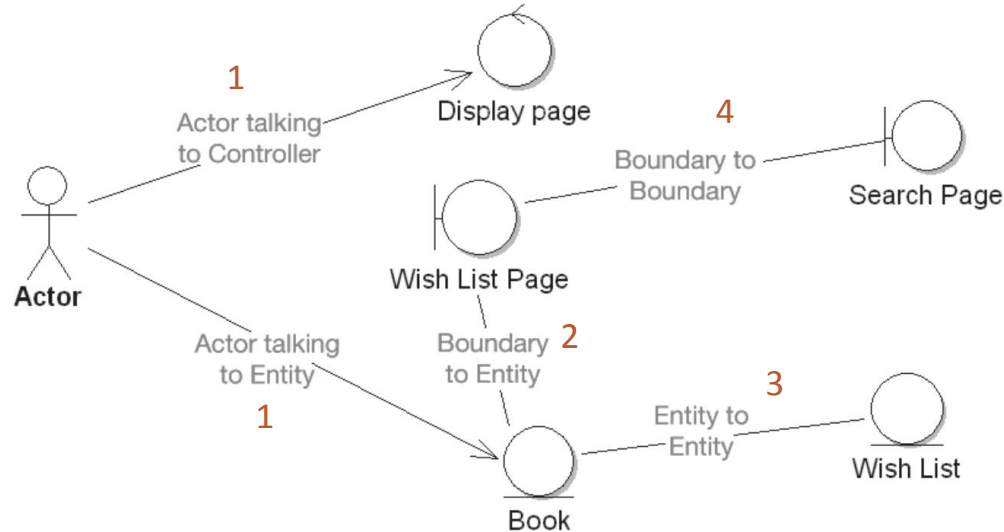 1
Display page
4
Actor talking
to Controller
Boundary to
Boundary
Search Page
Wish List Page
Actor
Actor talking
to Entity
Boundary
to Entity
2
1
3
Entity to
Entity
Wish List
Book